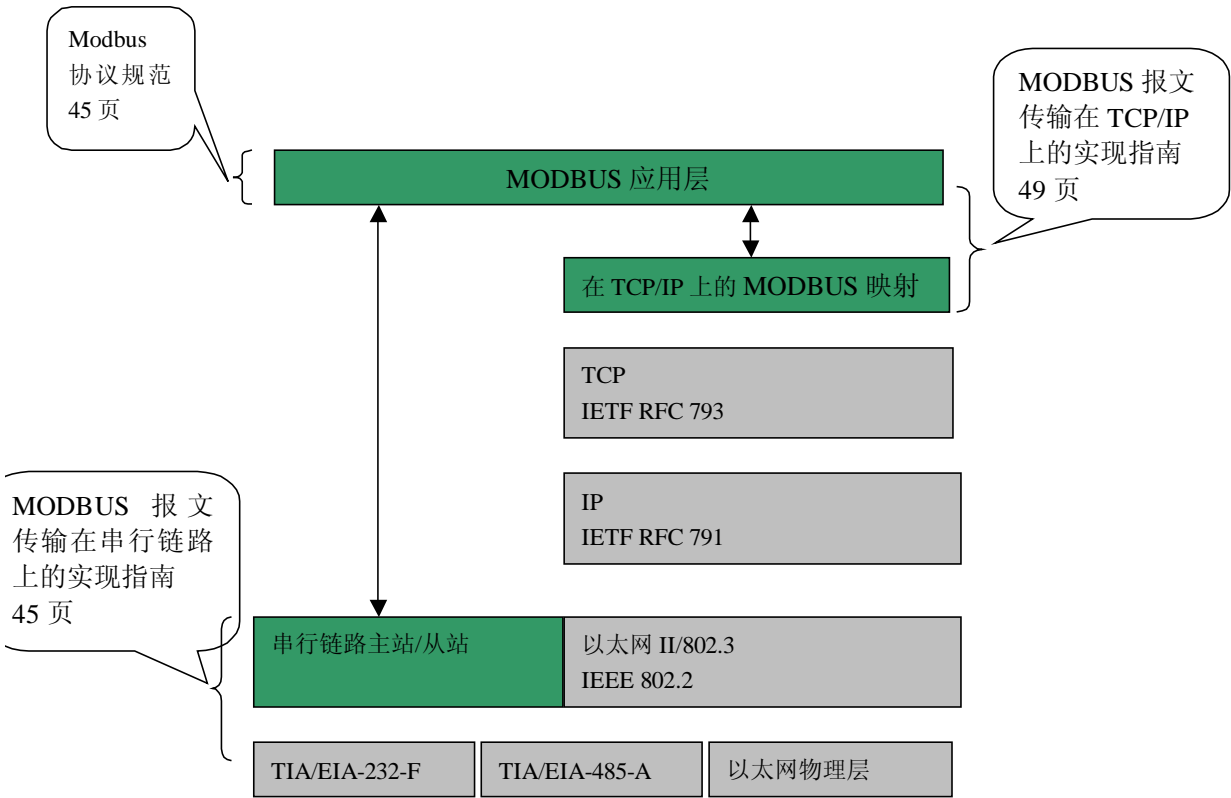 Modbus
协议规范
45 页
MODBUS 报文
传输在 TCP/IP
上的实现指南
49 页
MODBUS 应用层
在 TCP/IP 上的 MODBUS 映射
TCP
IETF RFC 793
IP
IETF RFC 791
MODBUS 报 文
传输在串行链路
上的实现指南
45 页
串行链路主站/从站
以太网 II/802.3
IEEE 802.2
TIA/EIA-232-F
TIA/EIA-485-A
以太网物理层